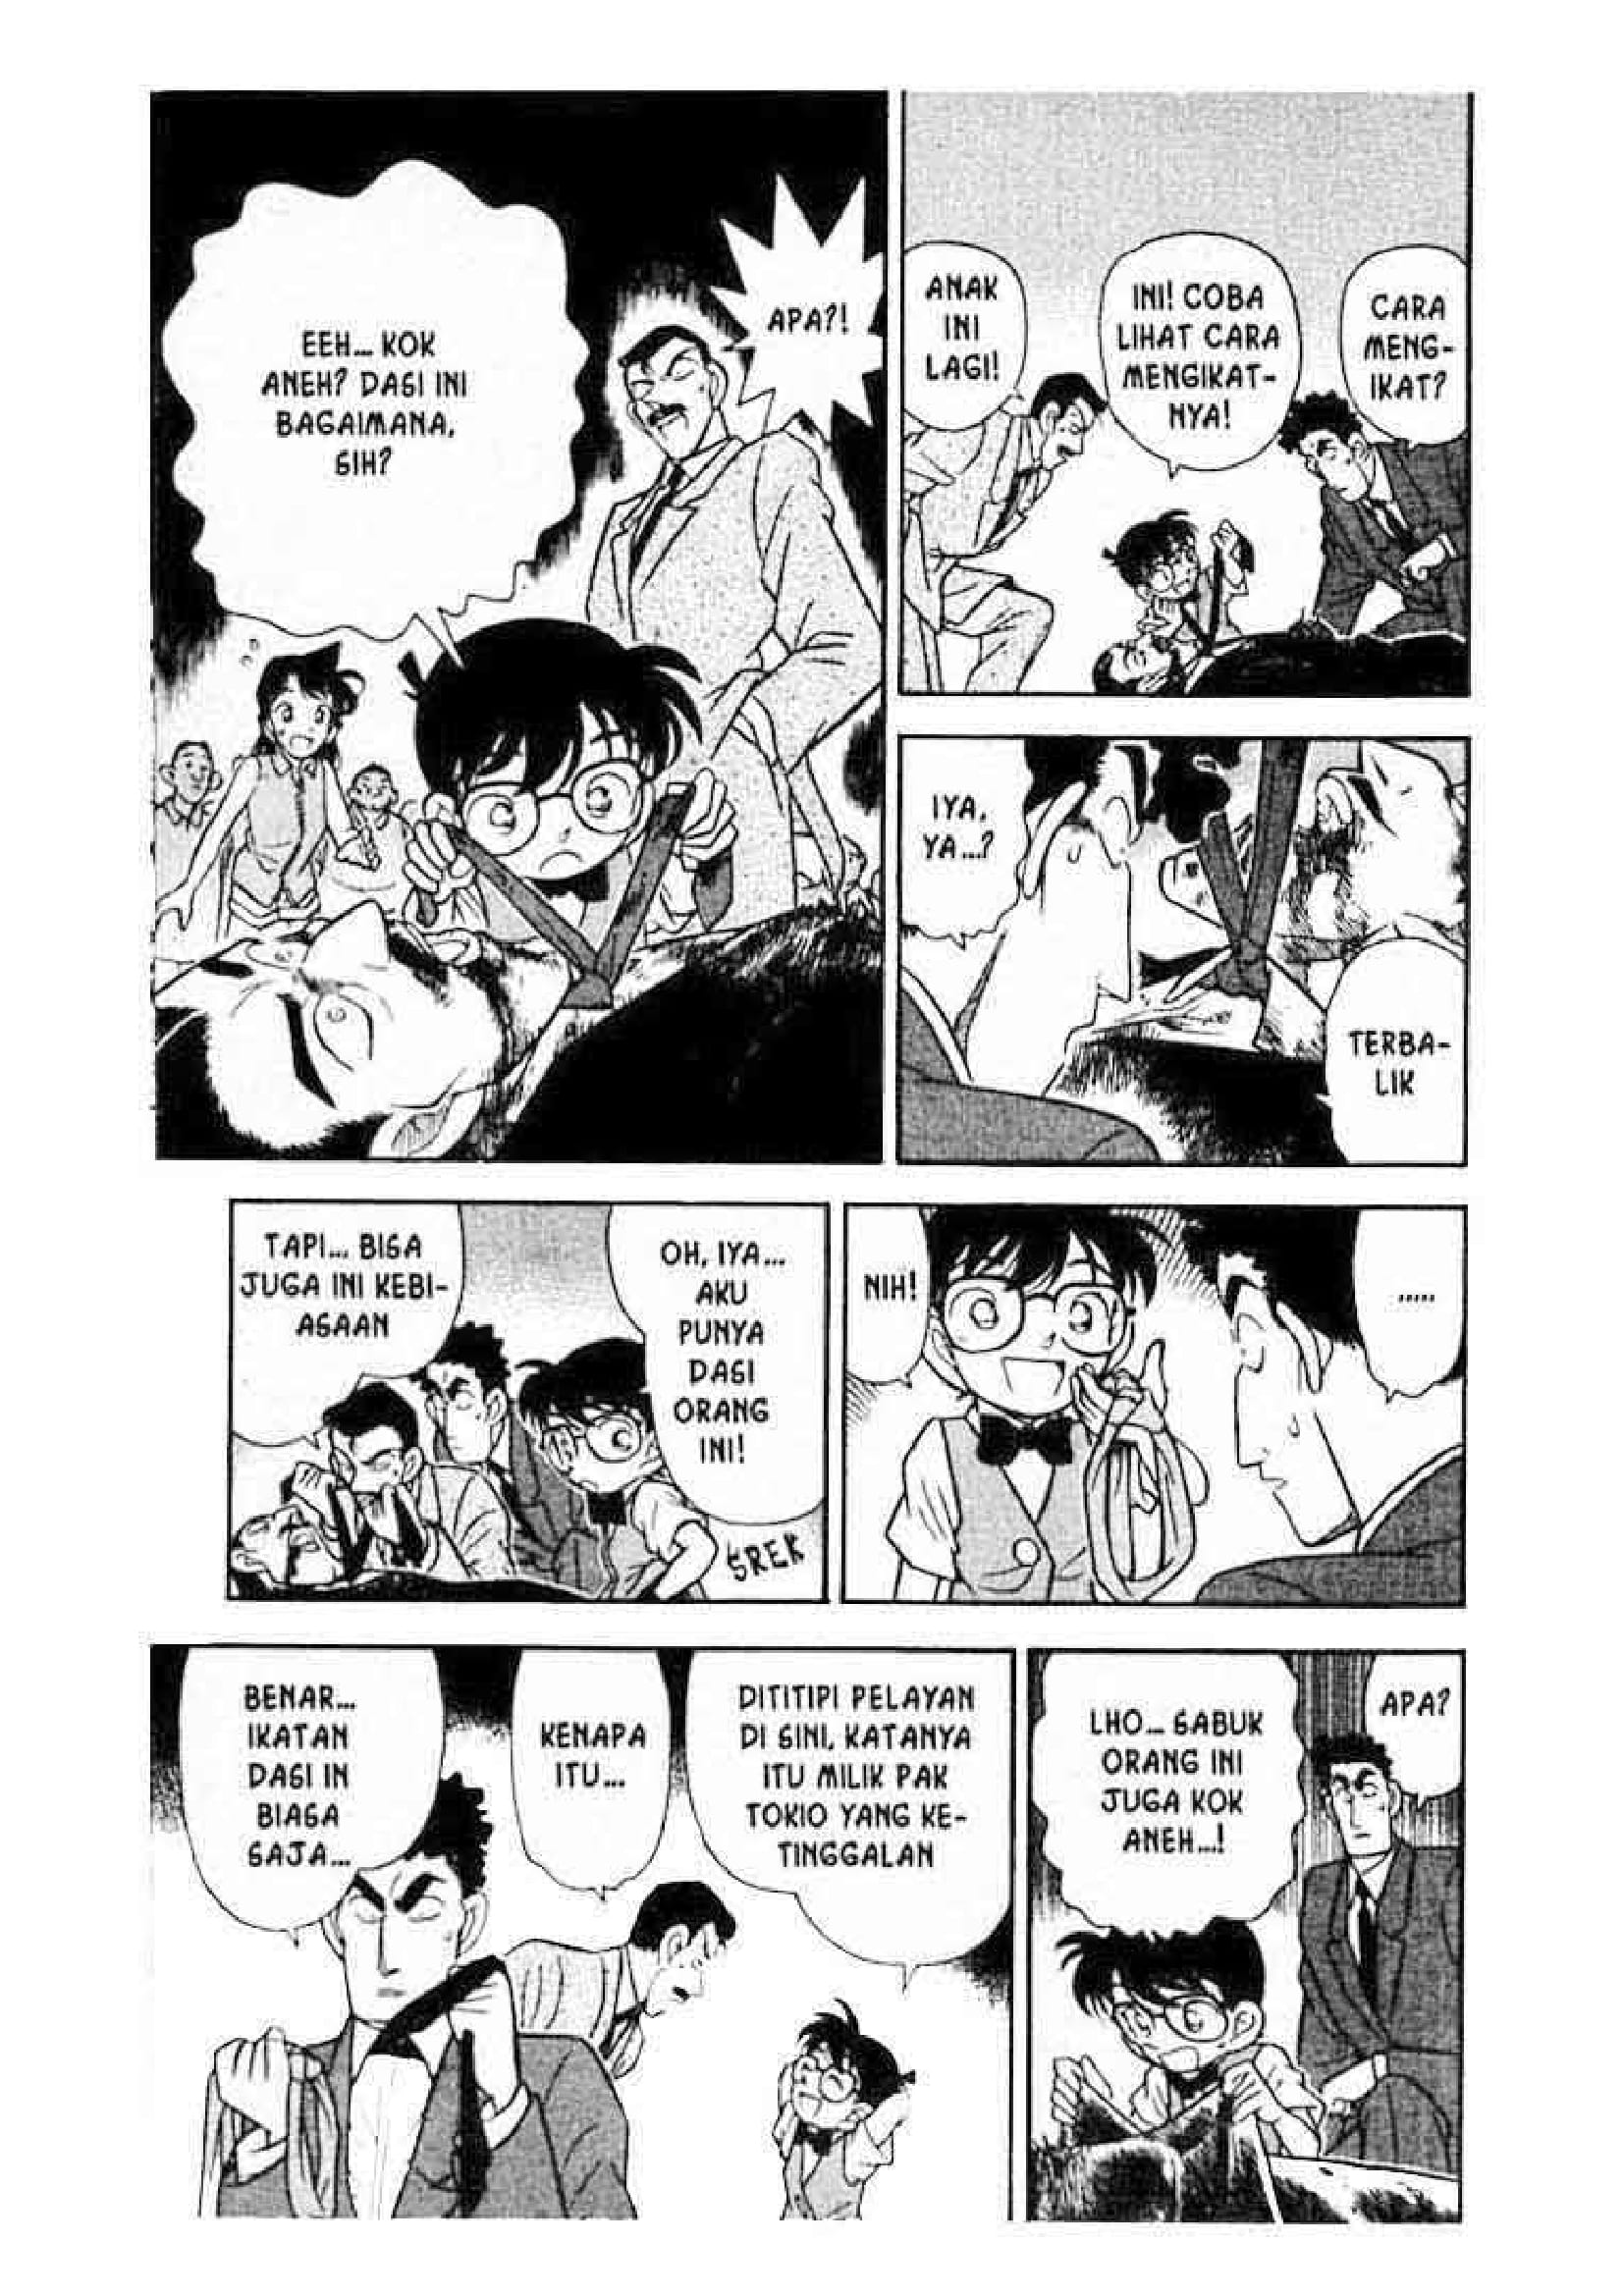 EEH... KOK
ANEH? DASI INI
BAGAIMANA,
SIH?
APA?!
ANAK
INI
LAGI!
INI! COBA
LIHAT CARA
MENGIKAT-
NYA!
CARA
MENG-
IKAT?
IYA,
YA...?
TERBA-
LIK
TAPI... BISA
JUGA INI KEBI-
ASAAN
OH, IYA...
AKU
PUNYA
DASI
ORANG
INI!
SREK
NIH!
.....
BENAR...
IKATAN
DASI IN
BIASA
SAJA...
KENAPA
ITU...
DITITIPI PELAYAN
DI SINI, KATANYA
ITU MILIK PAK
TOKIO YANG KE-
TINGGALAN
LHO... SABUK
ORANG INI
JUGA KOK
ANEH...!
APA?